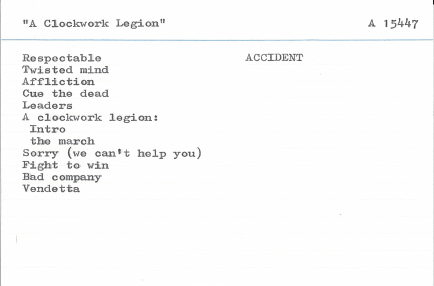 "A Clockwork Legion" A 15447
Respectable ACCIDENT
Twisted mind
Affliction
Cue the dead
Leaders
A clockwork legion:
Intro
the march
Sorry (we can't help you)
Fight to win
Bad company
Vendetta